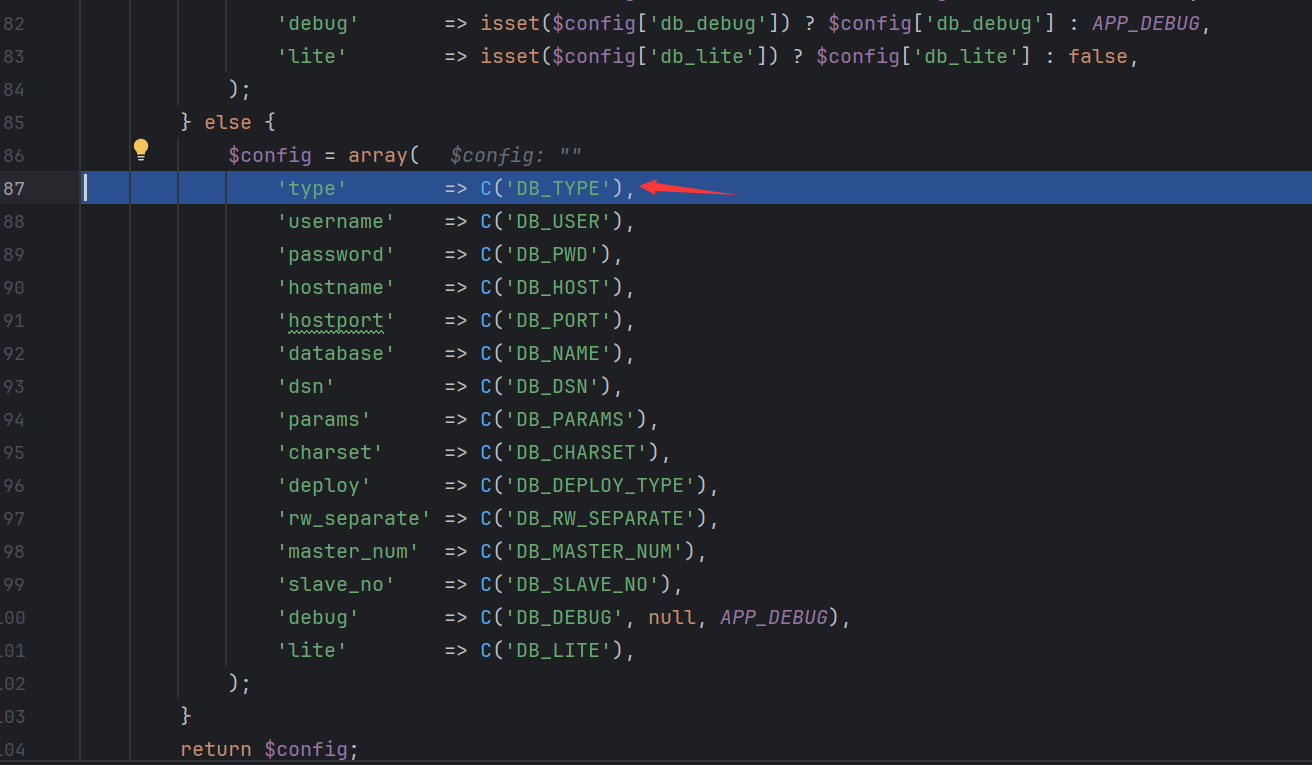 82 'debug' => isset($config['db_debug']) ? $config['db_debug'] : APP_DEBUG,
83 'lite' => isset($config['db_lite']) ? $config['db_lite'] : false,
84 );
85 } else {
86 $config = array( $config: ""
87 'type' => C('DB_TYPE'),
88 'username' => C('DB_USER'),
89 'password' => C('DB_PWD'),
90 'hostname' => C('DB_HOST'),
91 'hostport' => C('DB_PORT'),
92 'database' => C('DB_NAME'),
93 'dsn' => C('DB_DSN'),
94 'params' => C('DB_PARAMS'),
95 'charset' => C('DB_CHARSET'),
96 'deploy' => C('DB_DEPLOY_TYPE'),
97 'rw_separate' => C('DB_RW_SEPARATE'),
98 'master_num' => C('DB_MASTER_NUM'),
99 'slave_no' => C('DB_SLAVE_NO'),
00 'debug' => C('DB_DEBUG', null, APP_DEBUG),
01 'lite' => C('DB_LITE'),
02 );
03 }
04 return $config;